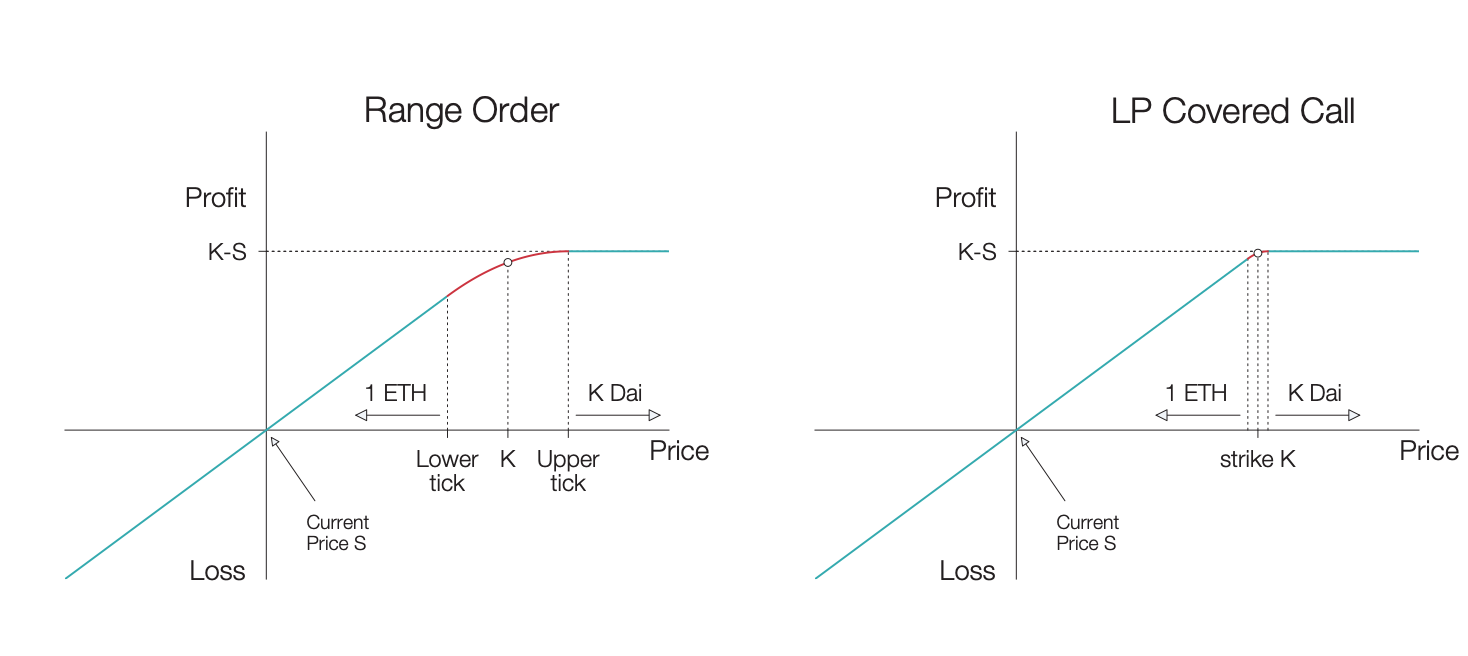 Range Order
Profit
K-S
1 ETH
K Dai
Price
Lower
tick
K
Upper
tick
Current
Price S
Loss
LP Covered Call
Profit
K-S
1 ETH
K Dai
Price
strike K
Current
Price S
Loss